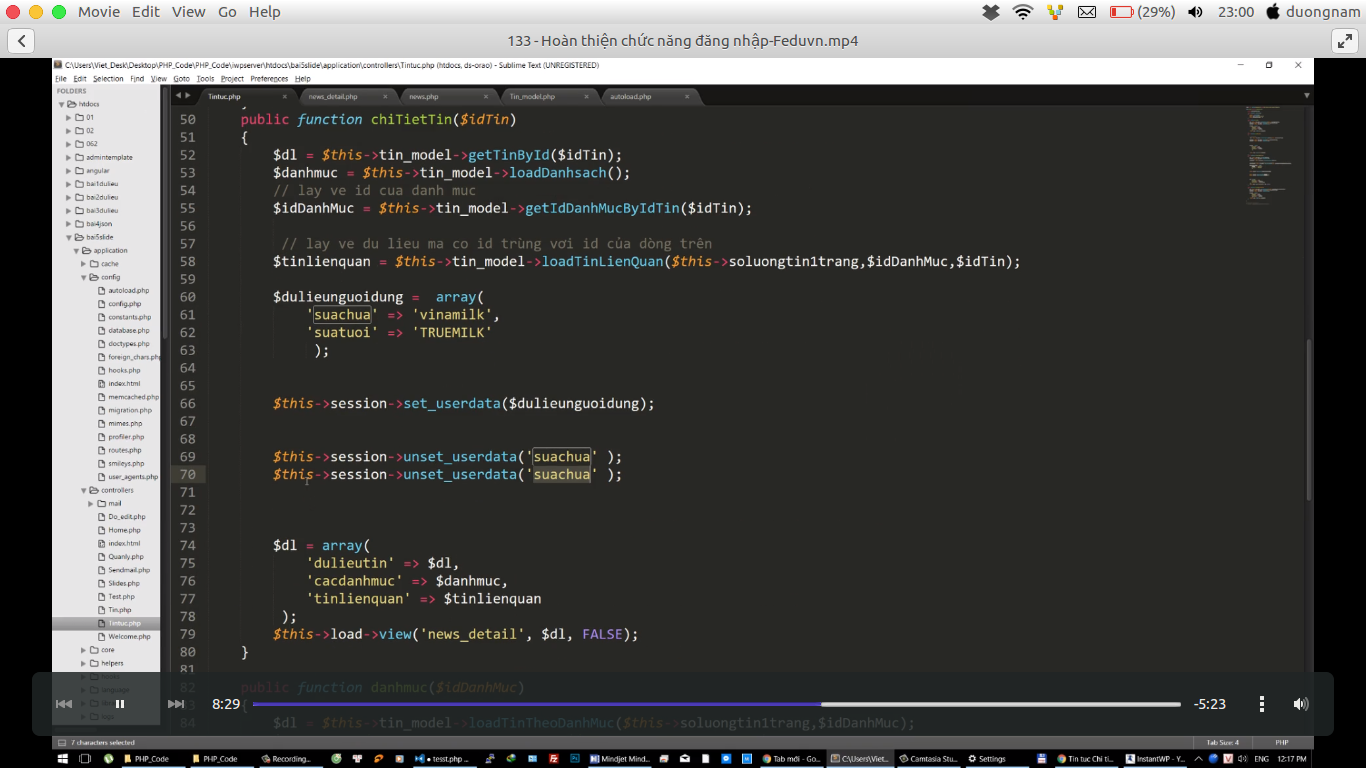 Movie Edit View Go Help
(29%) 23:00 duongnam
133 - Hoàn thiện chức năng đăng nhập-Feduvn.mp4
C:\Users\Viet_Desk\Desktop\PHP_Code\PHP_Code\iwpserver\htdocs\bai5slide\application\controllers\Tintuc.php (htdocs, ds-orao) - Sublime Text (UNREGISTERED)
File Edit Selection Find View Goto Tools Project Preferences Help
FOLDERS
htdocs
01
02
062
admintemplate
angular
bai1dulieu
bai2dulieu
bai3dulieu
bai4json
bai5slide
application
cache
config
autoload.php
config.php
constants.php
database.php
doctypes.php
foreign_chars.php
hooks.php
index.html
memcached.php
migration.php
mimes.php
profiler.php
routes.php
smileys.php
user_agents.php
controllers
mail
Do_edit.php
Home.php
index.html
Quanly.php
Sendmail.php
Slides.php
Test.php
Tin.php
Tintuc.php
Welcome.php
core
helpers
hooks
language
logs
Tintuc.php news_detail.php news.php Tin_model.php autoload.php
50 public function chiTietTin($idTin)
51 {
52 $dl = $this->tin_model->getTinById($idTin);
53 $danhmuc = $this->tin_model->loadDanhsach();
54 // lay ve id cua danh muc
55 $idDanhMuc = $this->tin_model->getIdDanhMucByIdTin($idTin);
56
57 // lay ve du lieu ma co id trùng vơi id của dòng trên
58 $tinlienquan = $this->tin_model->loadTinLienQuan($this->soluongtin1trang,$idDanhMuc,$idTin);
59
60 $dulieunguoidung = array(
61 'suachua' => 'vinamilk',
62 'suatuoi' => 'TRUEMILK'
63 );
64
65
66 $this->session->set_userdata($dulieunguoidung);
67
68
69 $this->session->unset_userdata('suachua' );
70 $this->session->unset_userdata('suachua' );
71
72
73
74 $dl = array(
75 'dulieutin' => $dl,
76 'cacdanhmuc' => $danhmuc,
77 'tinlienquan' => $tinlienquan
78 );
79 $this->load->view('news_detail', $dl, FALSE);
80 }
81
82 public function danhmuc($idDanhMuc)
{
84 $dl = $this->tin_model->loadTinTheoDanhMuc($this->soluongtin1trang,$idDanhMuc);
8:29 -5:23
7 characters selected Tab Size: 4 PHP
PHP_Code PHP_Code Recording... tesst.php ... Mindjet Mind... Tab mới - Go... C:\Users\Viet... Camtasia Stu... Settings Tin tuc Chi ti... InstantWP - Y... 12:17 PM